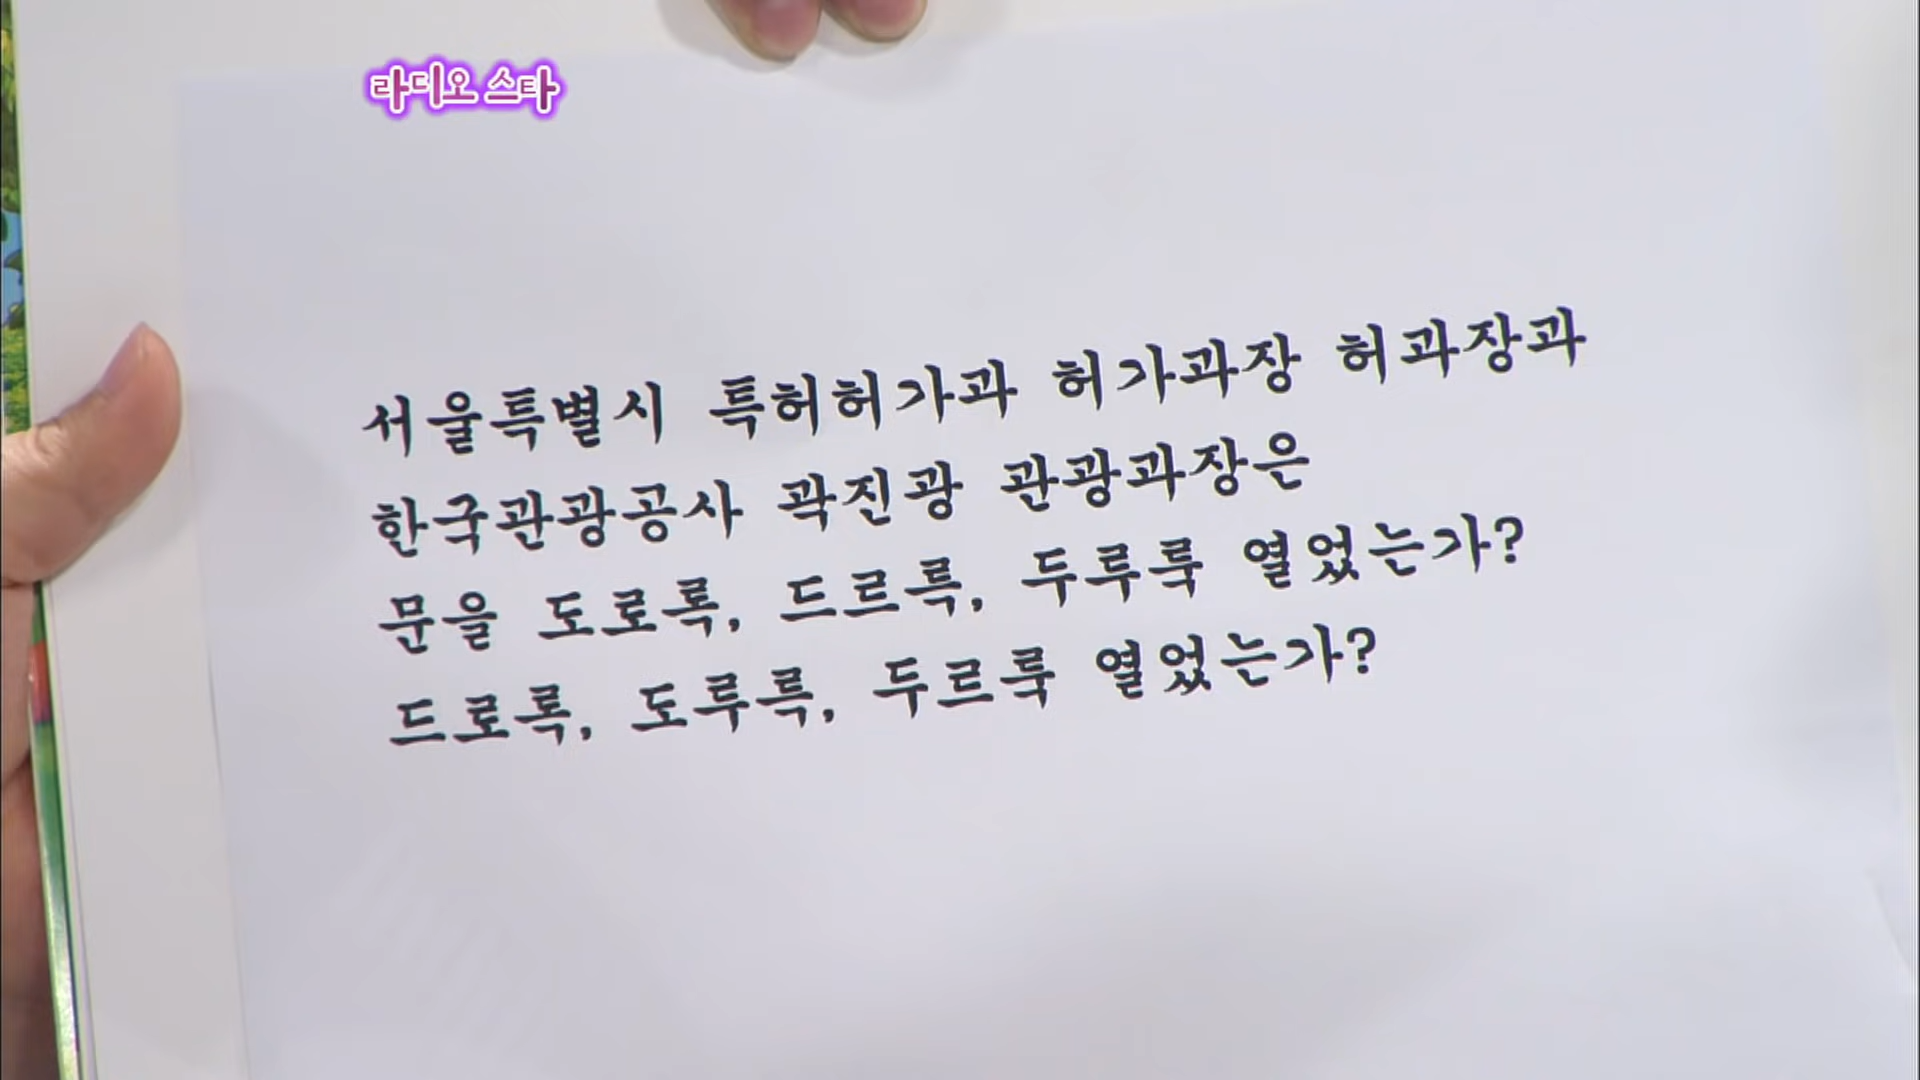 라디오 스타
서울특별시 특허허가과 허가과장 허과장과
한국관광공사 곽진광 관광과장은
문을 도로록, 드르륵, 두루룩 열었는가?
드로록, 도루륵, 두르룩 열었는가?